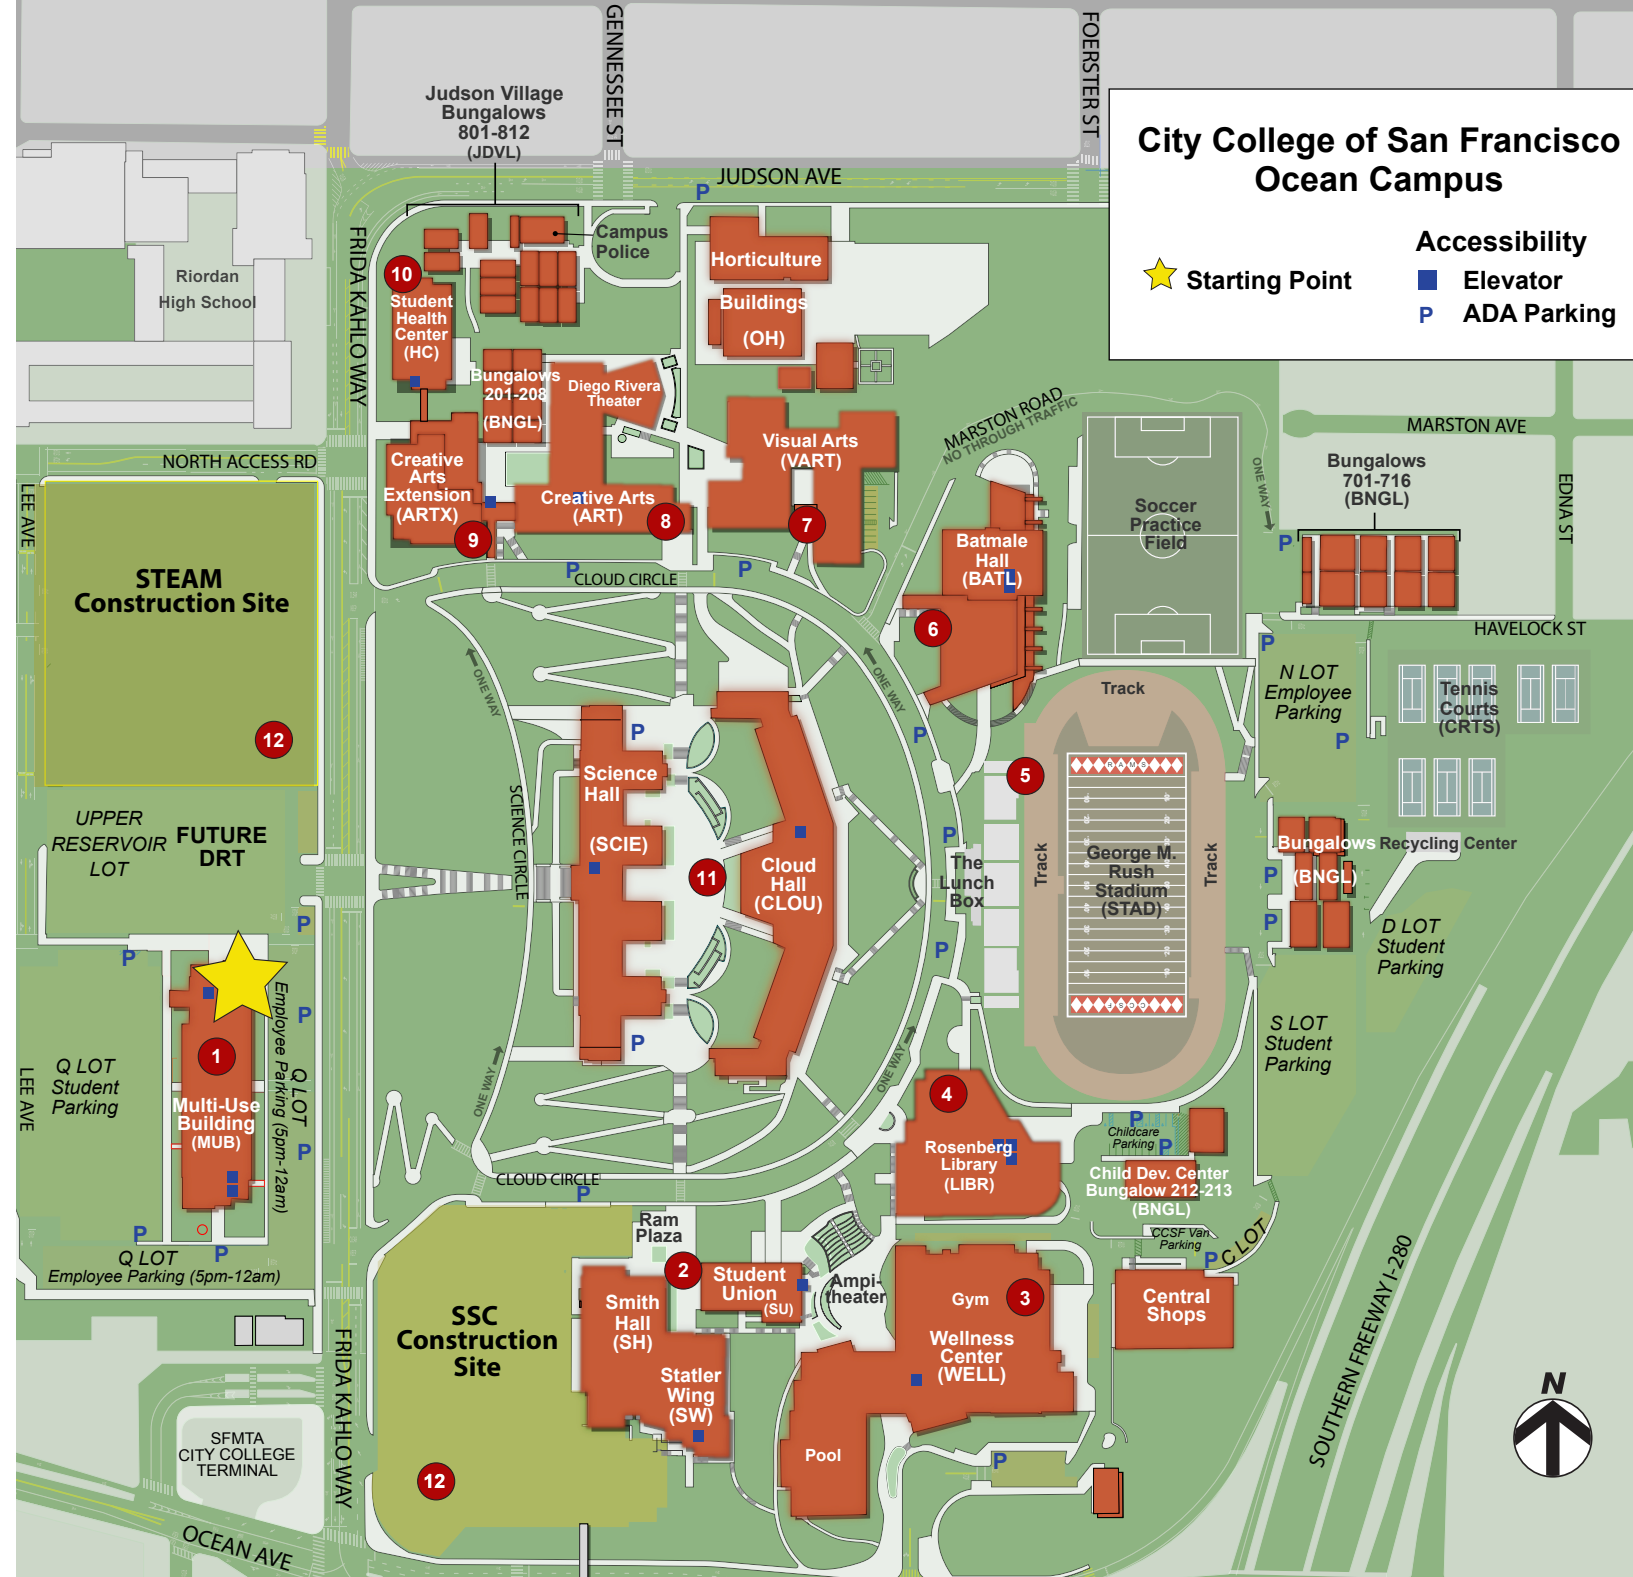 GENNESSEE ST
FOERSTER ST
Judson Village
Bungalows
801-812
(JDVL)
JUDSON AVE
P
City College of San Francisco
Ocean Campus
Accessibility
Starting Point
Elevator
P ADA Parking
Riordan
High School
FRIDA KAHLO WAY
Campus
Police
10
Student
Health
Center
(HC)
Horticulture
Buildings
(OH)
Bungalows
201-208
(BNGL)
Diego Rivera
Theater
MARSTON ROAD
NO THROUGH TRAFFIC
Visual Arts
(VART)
7
MARSTON AVE
ONE WAY
Bungalows
701-716
(BNGL)
EDNA ST
NORTH ACCESS RD
LEE AVE
Creative
Arts
Extension
(ARTX)
9
Creative Arts
(ART)
8
Soccer
Practice
Field
Batmale
Hall
(BATL)
6
P
P
CLOUD CIRCLE
P
STEAM
Construction Site
12
HAVELOCK ST
P
N LOT
Employee
Parking
P
Tennis
Courts
(CRTS)
ONE WAY
ONE WAY
Track
P
P
5
RAMS
Science
Hall
(SCIE)
SCIENCE CIRCLE
11
Cloud
Hall
(CLOU)
P
The
Lunch
Box
P
Track
George M.
Rush
Stadium
(STAD)
Track
CCSF
Bungalows
(BNGL)
Recycling Center
P
P
D LOT
Student
Parking
UPPER
RESERVOIR
LOT
FUTURE
DRT
P
P
P
P
Employee Parking (5pm-12am)
Q LOT
1
Multi-Use
Building
(MUB)
Q LOT
Student
Parking
LEE AVE
P
ONE WAY
ONE WAY
S LOT
Student
Parking
4
Rosenberg
Library
(LIBR)
P
Childcare
Parking
P
Child Dev. Center
Bungalow 212-213
(BNGL)
CCSF Van
Parking
P
C LOT
CLOUD CIRCLE
P
P
P
Q LOT
Employee Parking (5pm-12am)
Ram
Plaza
2
Student
Union
(SU)
Ampi-
theater
Gym
3
Wellness
Center
(WELL)
Central
Shops
SSC
Construction
Site
12
Smith
Hall
(SH)
Statler
Wing
(SW)
Pool
P
FRIDA KAHLO WAY
SFMTA
CITY COLLEGE
TERMINAL
OCEAN AVE
SOUTHERN FREEWAY I-280
N